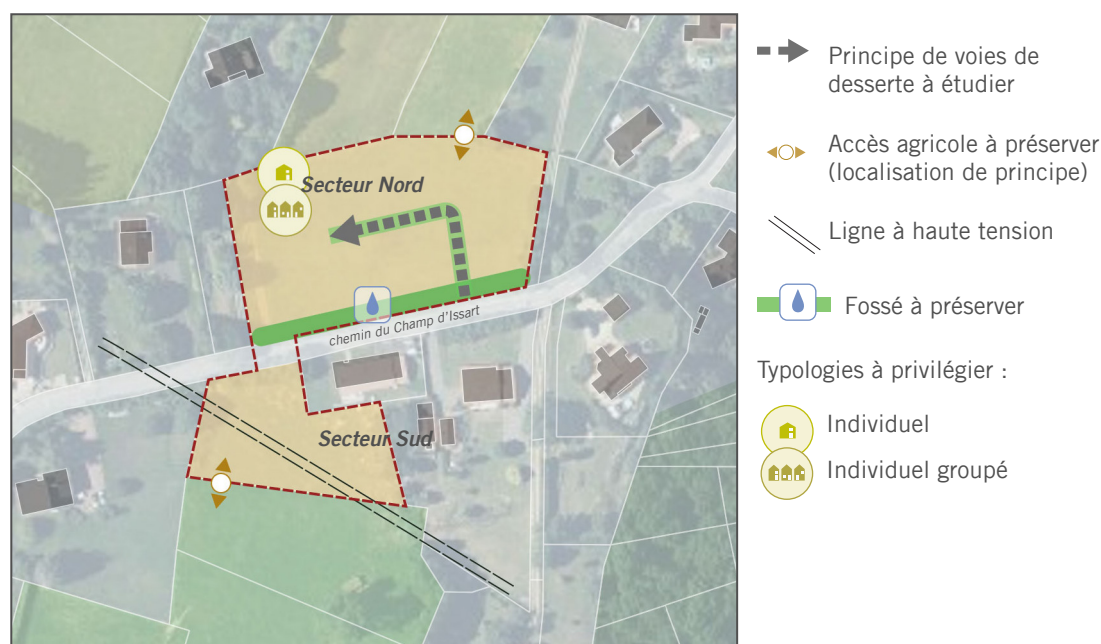 Secteur Nord
chemin du Champ d'Issart
Secteur Sud
Principe de voies de
desserte à étudier
Accès agricole à préserver
(localisation de principe)
Ligne à haute tension
Fossé à préserver
Typologies à privilégier :
Individuel
Individuel groupé